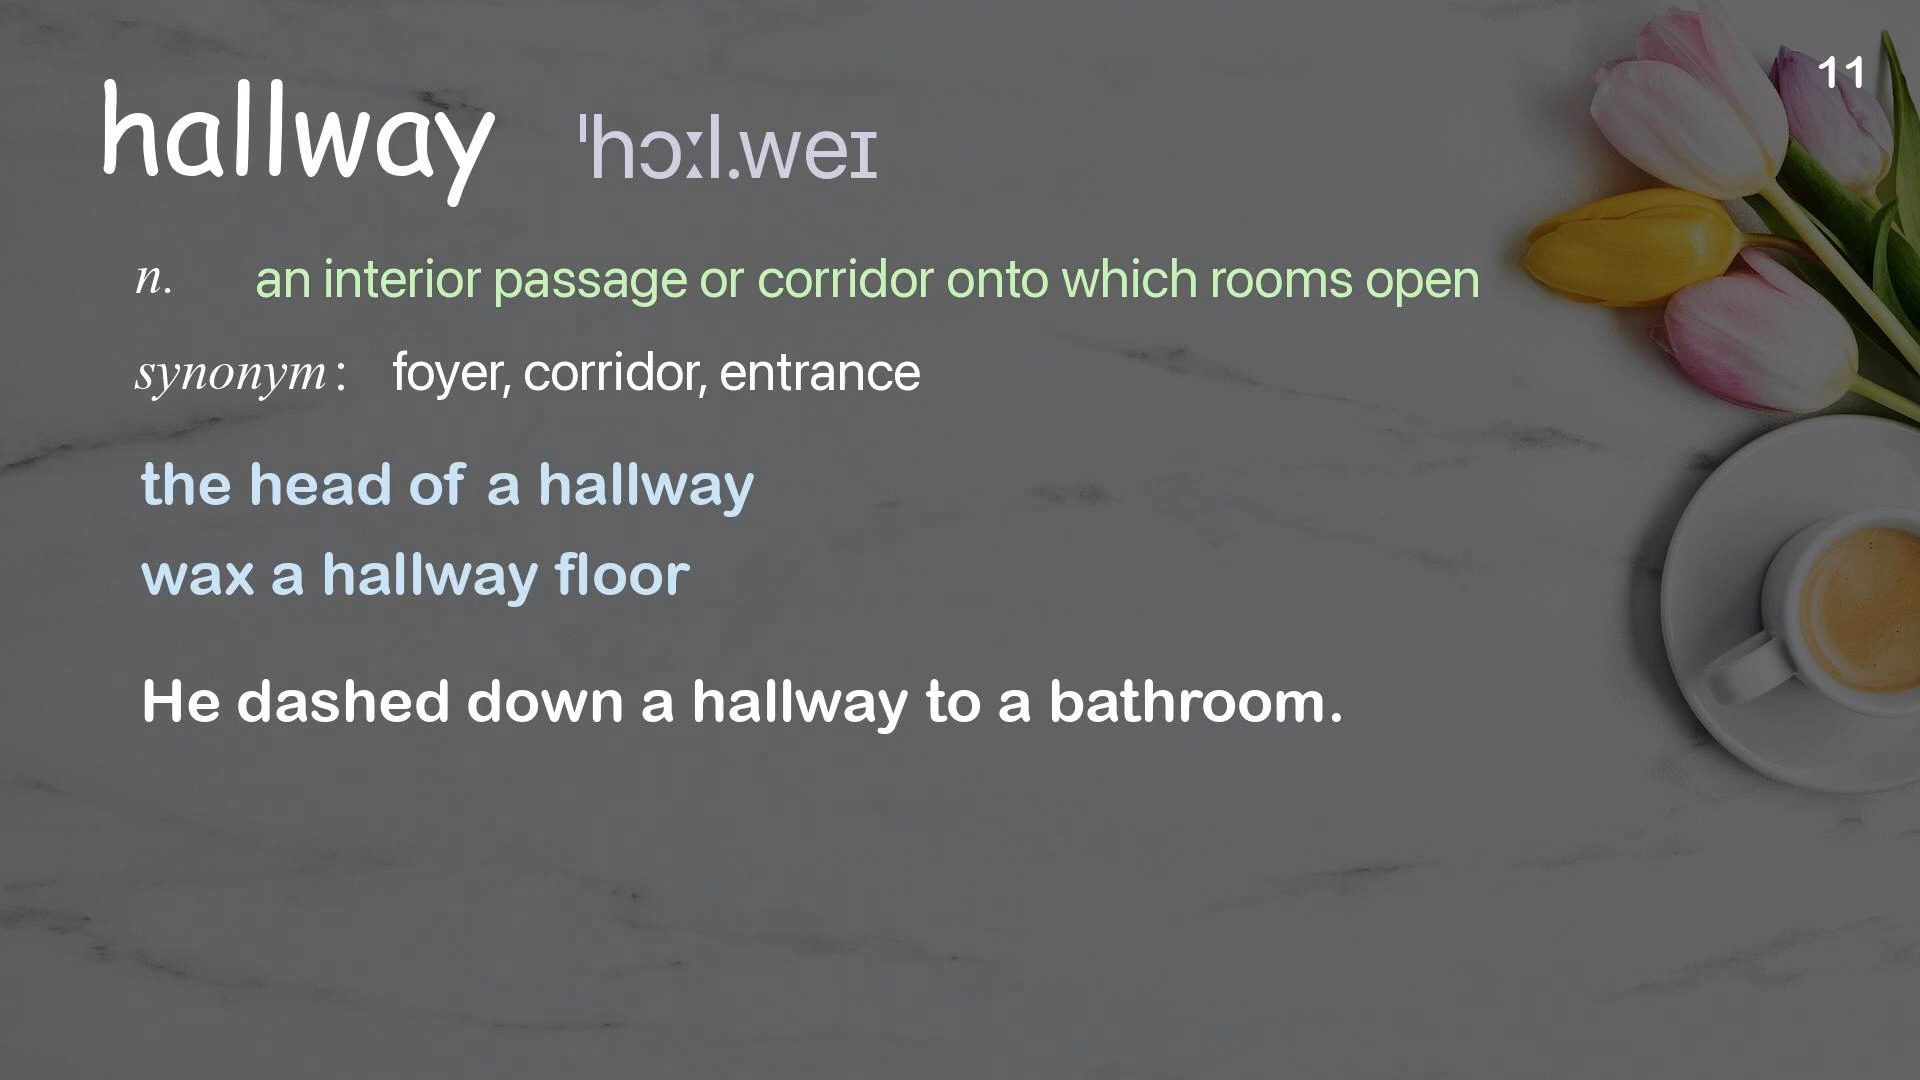 11
hallway ˈhɔːl.weɪ
n. an interior passage or corridor onto which rooms open
synonym: foyer, corridor, entrance
the head of a hallway
wax a hallway floor
He dashed down a hallway to a bathroom.